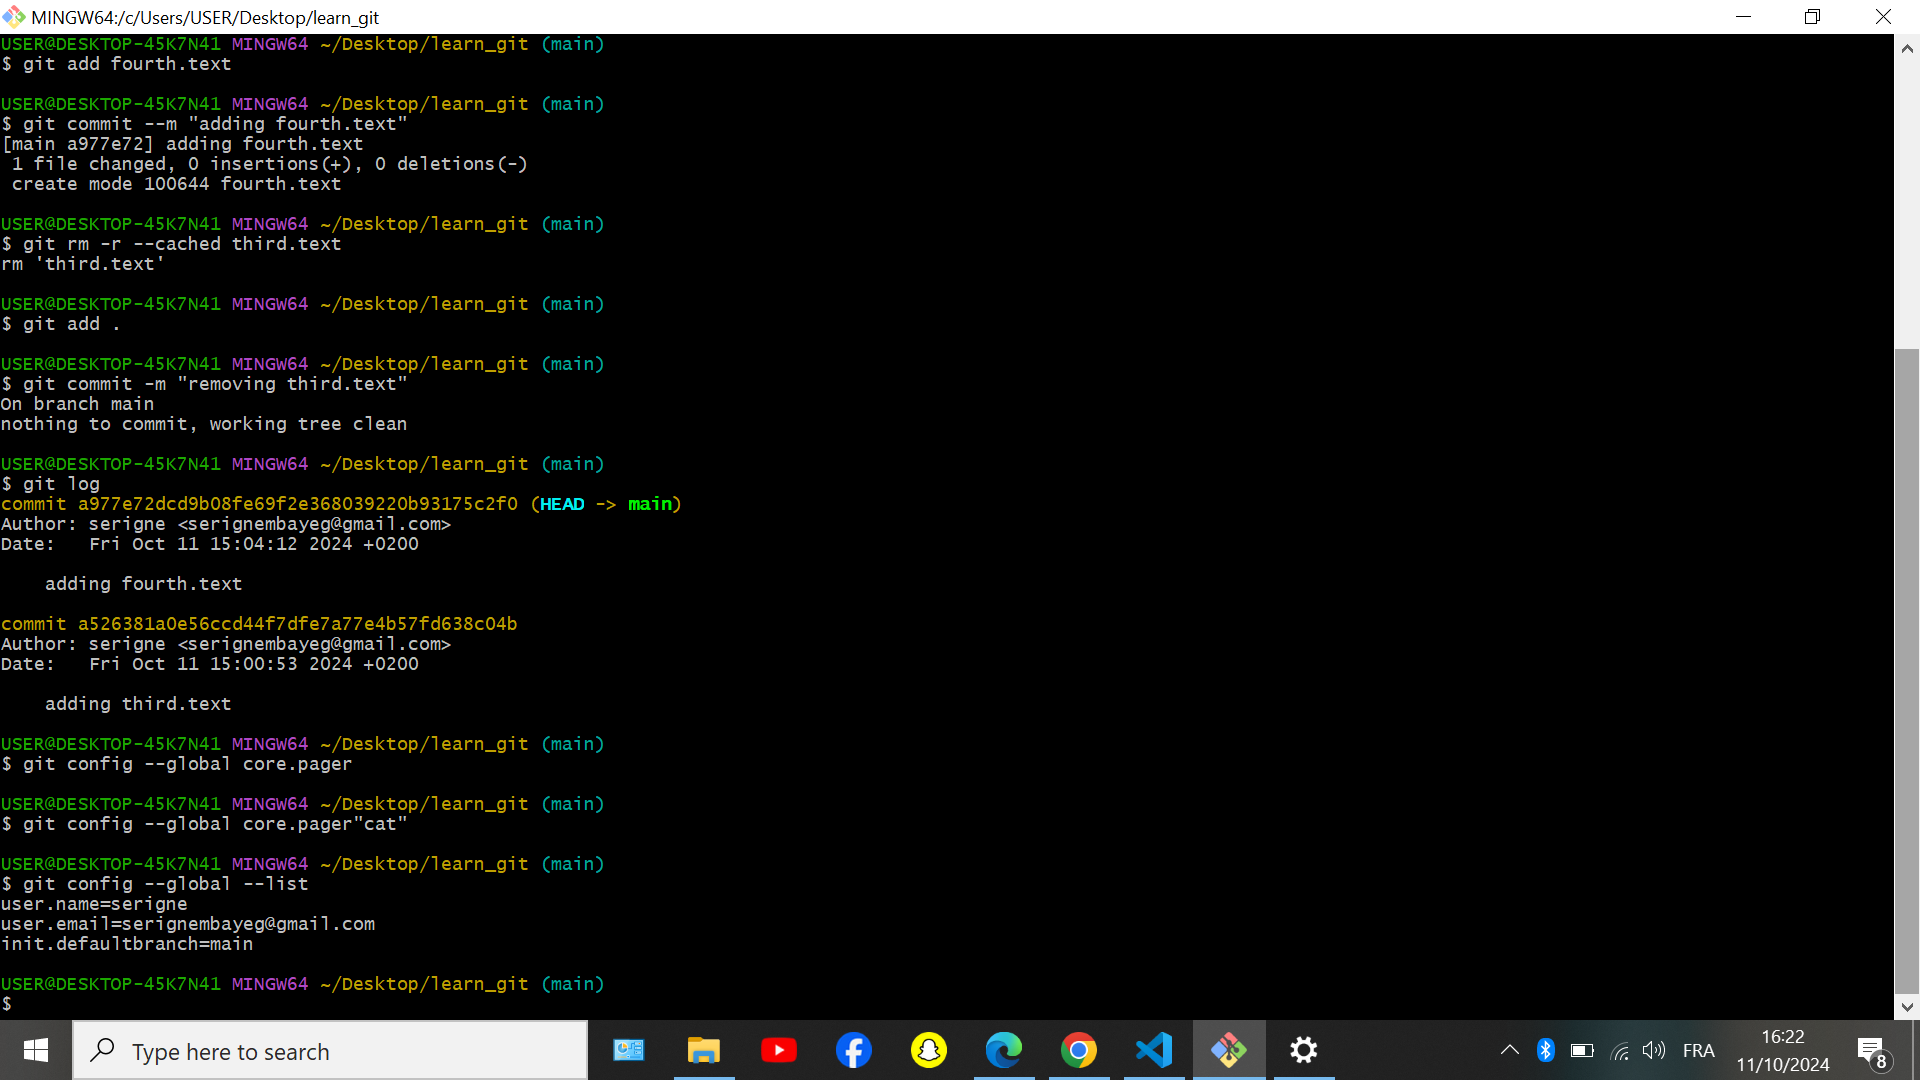 MINGW64:/c/Users/USER/Desktop/learn_git
USER@DESKTOP-45K7N41 MINGW64 ~/Desktop/learn_git (main)
$ git add fourth.text
USER@DESKTOP-45K7N41 MINGW64 ~/Desktop/learn_git (main)
$ git commit --m "adding fourth.text"
[main a977e72] adding fourth.text
 1 file changed, 0 insertions(+), 0 deletions(-)
 create mode 100644 fourth.text
USER@DESKTOP-45K7N41 MINGW64 ~/Desktop/learn_git (main)
$ git rm -r --cached third.text
rm 'third.text'
USER@DESKTOP-45K7N41 MINGW64 ~/Desktop/learn_git (main)
$ git add .
USER@DESKTOP-45K7N41 MINGW64 ~/Desktop/learn_git (main)
$ git commit -m "removing third.text"
On branch main
nothing to commit, working tree clean
USER@DESKTOP-45K7N41 MINGW64 ~/Desktop/learn_git (main)
$ git log
commit a977e72dcd9b08fe69f2e368039220b93175c2f0 (HEAD -> main)
Author: serigne <serignembayeg@gmail.com>
Date:   Fri Oct 11 15:04:12 2024 +0200
    adding fourth.text
commit a526381a0e56ccd44f7dfe7a77e4b57fd638c04b
Author: serigne <serignembayeg@gmail.com>
Date:   Fri Oct 11 15:00:53 2024 +0200
    adding third.text
USER@DESKTOP-45K7N41 MINGW64 ~/Desktop/learn_git (main)
$ git config --global core.pager
USER@DESKTOP-45K7N41 MINGW64 ~/Desktop/learn_git (main)
$ git config --global core.pager"cat"
USER@DESKTOP-45K7N41 MINGW64 ~/Desktop/learn_git (main)
$ git config --global --list
user.name=serigne
user.email=serignembayeg@gmail.com
init.defaultbranch=main
USER@DESKTOP-45K7N41 MINGW64 ~/Desktop/learn_git (main)
$
Type here to search
FRA
16:22
11/10/2024
8